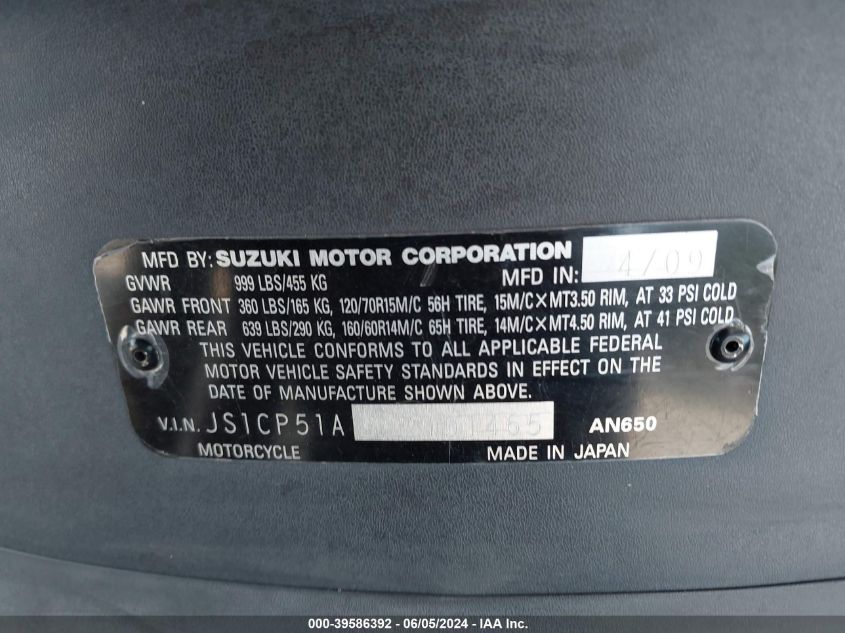 MFD BY: SUZUKI MOTOR CORPORATION
GVWR 999 LBS/455 KG MFD IN: 4/09
GAWR FRONT 360 LBS/165 KG, 120/70R15M/C 56H TIRE, 15M/C×MT3.50 RIM, AT 33 PSI COLD
GAWR REAR 639 LBS/290 KG, 160/60R14M/C 65H TIRE, 14M/C×MT4.50 RIM, AT 41 PSI COLD
THIS VEHICLE CONFORMS TO ALL APPLICABLE FEDERAL
MOTOR VEHICLE SAFETY STANDARDS IN EFFECT ON THE
DATE OF MANUFACTURE SHOWN ABOVE.
V.I.N. JS1CP51A AN650
MOTORCYCLE MADE IN JAPAN
000-39586392 - 06/05/2024 - IAA Inc.